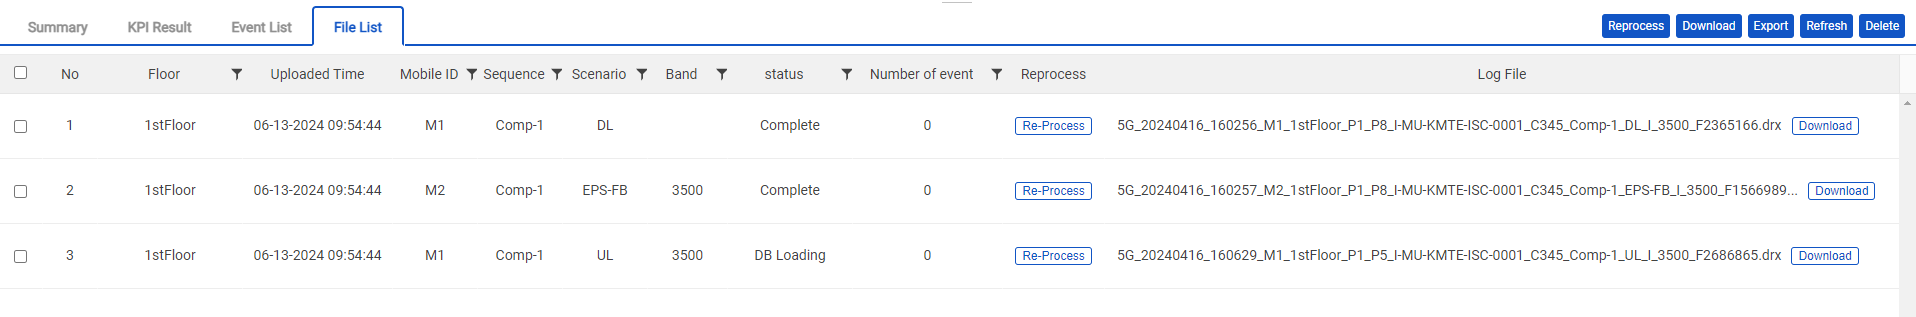 Summary KPI Result Event List File List Reprocess Download Export Refresh Delete
No Floor Uploaded Time Mobile ID Sequence Scenario Band status Number of event Reprocess Log File
1 1stFloor 06-13-2024 09:54:44 M1 Comp-1 DL Complete 0 Re-Process 5G_20240416_160256_M1_1stFloor_P1_P8_I-MU-KMTE-ISC-0001_C345_Comp-1_DL_I_3500_F2365166.drx Download
2 1stFloor 06-13-2024 09:54:44 M2 Comp-1 EPS-FB 3500 Complete 0 Re-Process 5G_20240416_160257_M2_1stFloor_P1_P8_I-MU-KMTE-ISC-0001_C345_Comp-1_EPS-FB_I_3500_F1566989... Download
3 1stFloor 06-13-2024 09:54:44 M1 Comp-1 UL 3500 DB Loading 0 Re-Process 5G_20240416_160629_M1_1stFloor_P1_P5_I-MU-KMTE-ISC-0001_C345_Comp-1_UL_I_3500_F2686865.drx Download